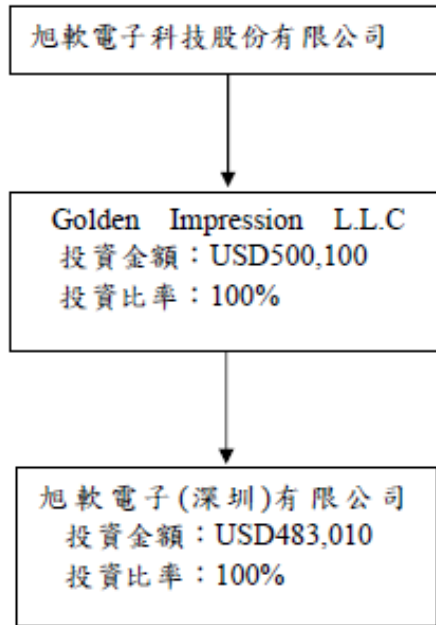 旭軟電子科技股份有限公司
Golden Impression L.L.C
投資金額：USD500,100
投資比率：100%
旭軟電子(深圳)有限公司
投資金額：USD483,010
投資比率：100%